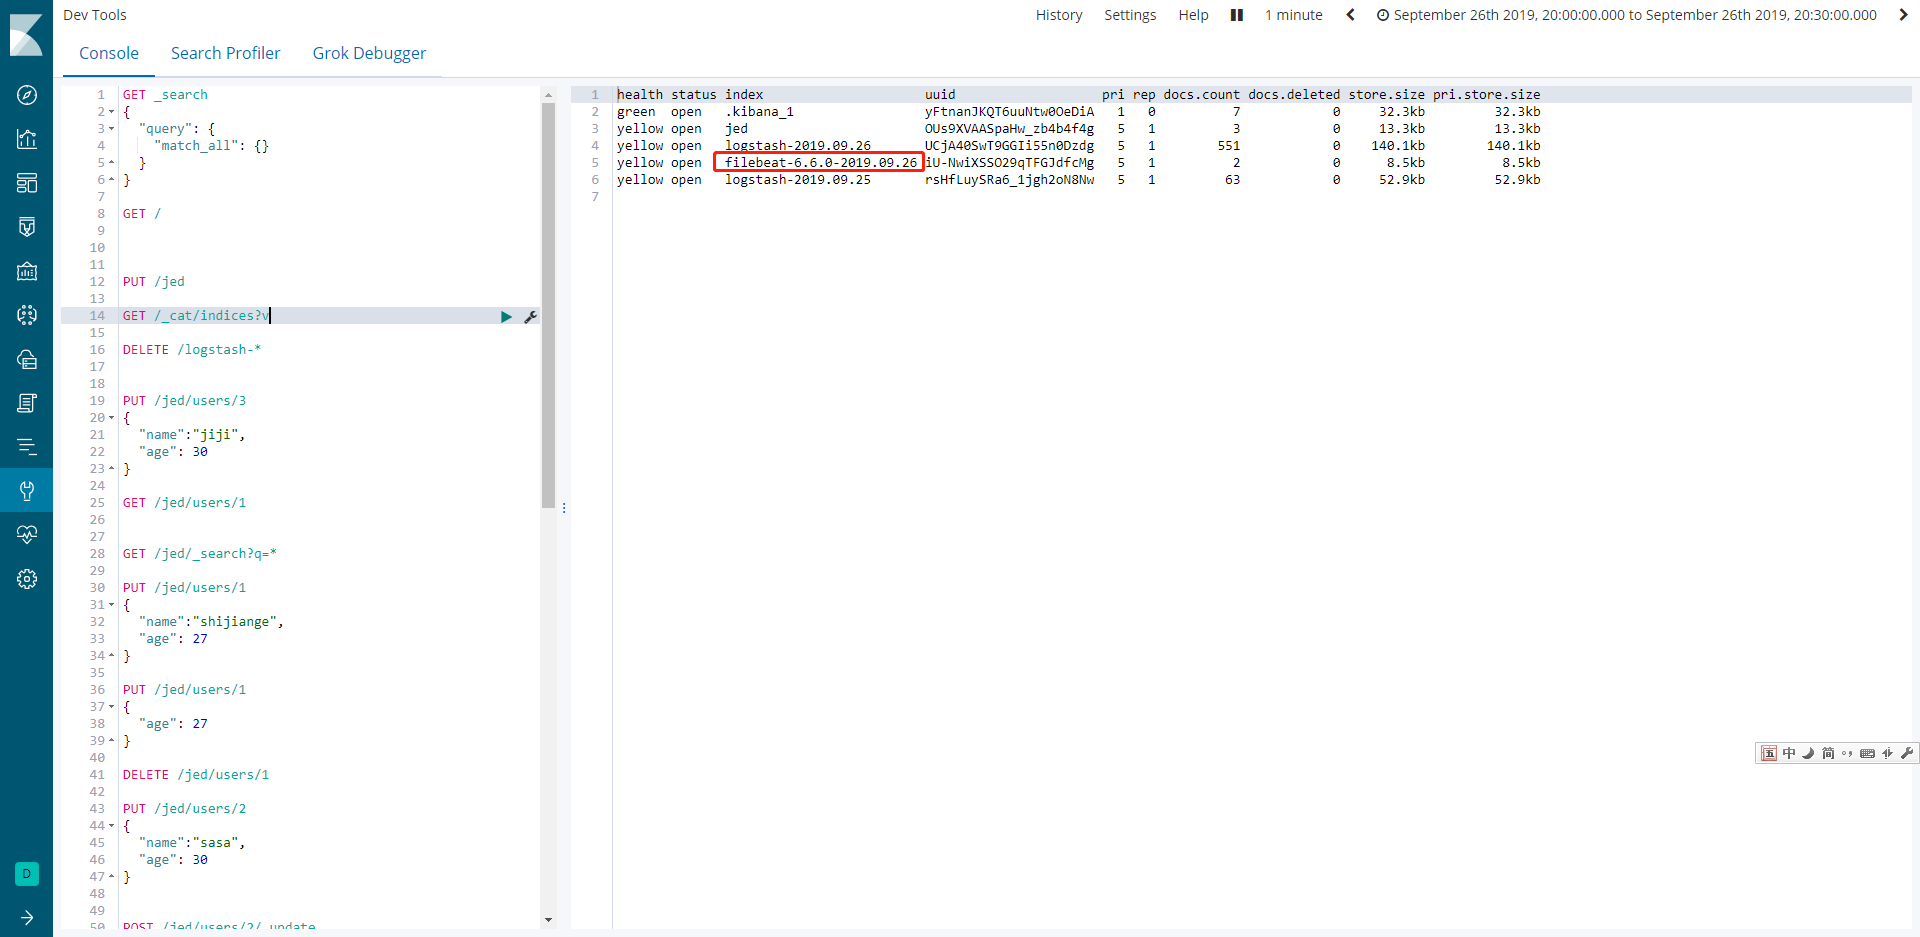 Dev Tools
History Settings Help 1 minute September 26th 2019, 20:00:00.000 to September 26th 2019, 20:30:00.000
Console Search Profiler Grok Debugger
1 GET _search
2 {
3 "query": {
4 "match_all": {}
5 }
6 }
7
8 GET /
9
10
11
12 PUT /jed
13
14 GET /_cat/indices?v
15
16 DELETE /logstash-*
17
18
19 PUT /jed/users/3
20 {
21 "name":"jiji",
22 "age": 30
23 }
24
25 GET /jed/users/1
26
27
28 GET /jed/_search?q=*
29
30 PUT /jed/users/1
31 {
32 "name":"shijiange",
33 "age": 27
34 }
35
36 PUT /jed/users/1
37 {
38 "age": 27
39 }
40
41 DELETE /jed/users/1
42
43 PUT /jed/users/2
44 {
45 "name":"sasa",
46 "age": 30
47 }
48
49
50 POST /jed/users/2/_update
1 health status index uuid pri rep docs.count docs.deleted store.size pri.store.size
2 green open .kibana_1 yFtnanJKQT6uuNtw0OeDiA 1 0 7 0 32.3kb 32.3kb
3 yellow open jed OUs9XVAASpaHw_zb4b4f4g 5 1 3 0 13.3kb 13.3kb
4 yellow open logstash-2019.09.26 UCjA40SwT9GGIi55n0Dzdg 5 1 551 0 140.1kb 140.1kb
5 yellow open filebeat-6.6.0-2019.09.26 iU-NwiXSSO29qTFGJdfcMg 5 1 2 0 8.5kb 8.5kb
6 yellow open logstash-2019.09.25 rsHfLuySRa6_1jgh2oN8Nw 5 1 63 0 52.9kb 52.9kb
7
五 中 简
D